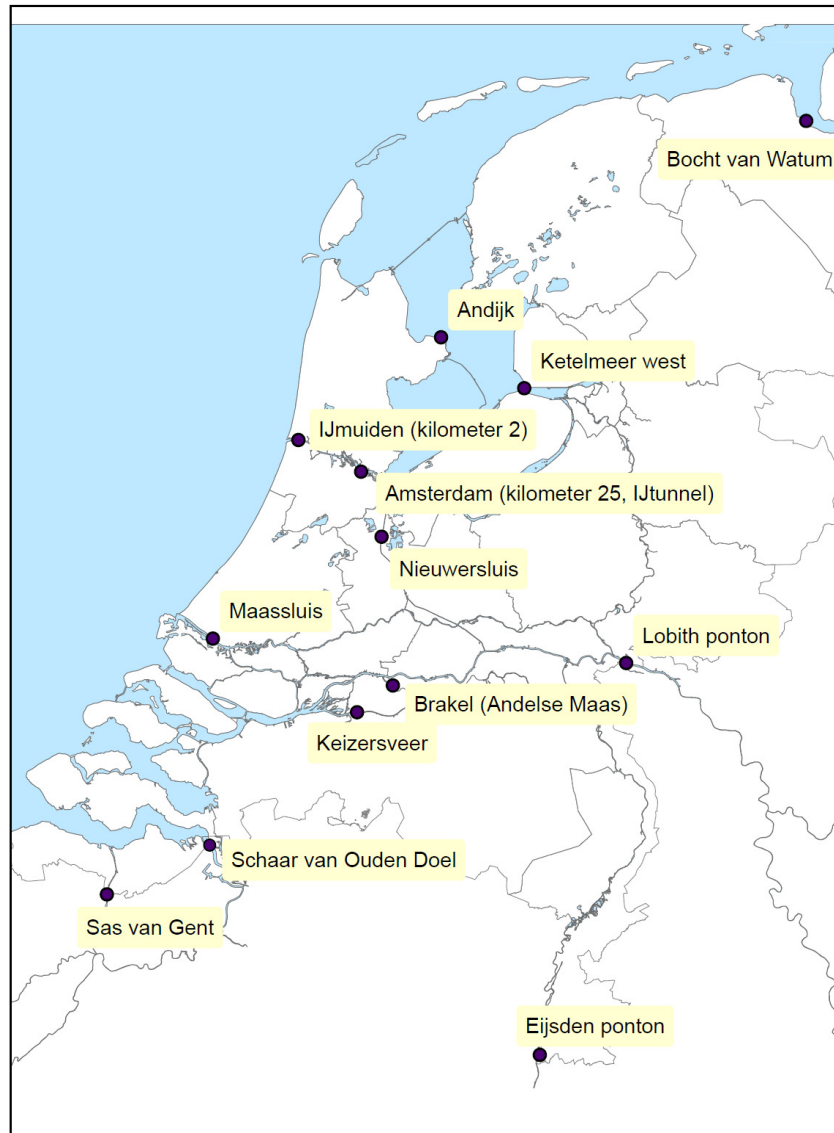 Bocht van Watum
Andijk
Ketelmeer west
IJmuiden (kilometer 2)
Amsterdam (kilometer 25, IJtunnel)
Nieuwersluis
Maassluis
Lobith ponton
Brakel (Andelse Maas)
Keizersveer
Schaar van Ouden Doel
Sas van Gent
Eijsden ponton